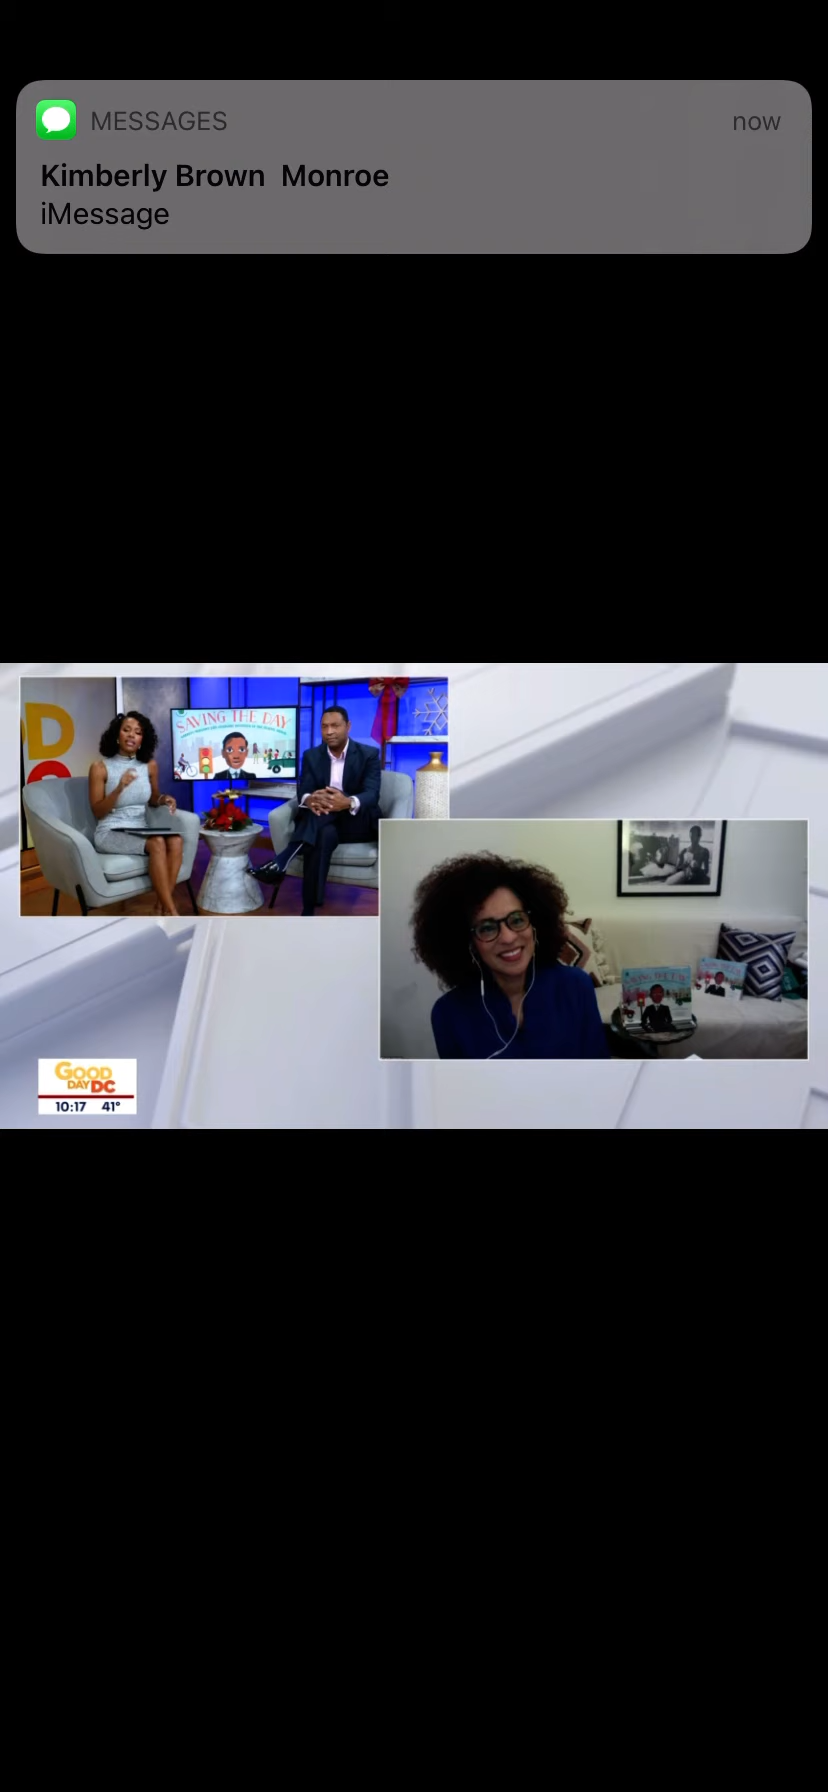 MESSAGES now
Kimberly Brown Monroe
iMessage
D
SAVING THE DAY
GOOD
DAY DC
10:17 41°